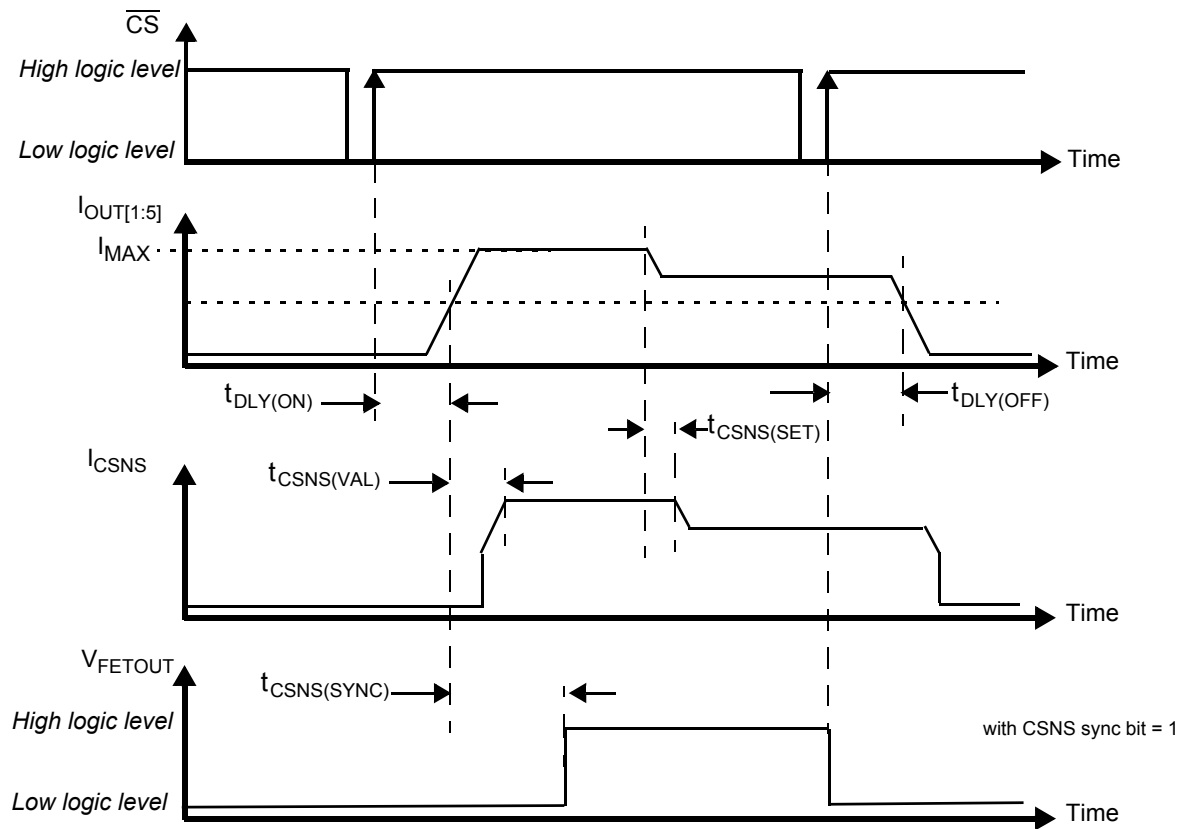 CS
High logic level
Low logic level
Time
IOUT[1:5]
IMAX
Time
tDLY(ON)
tDLY(OFF)
tCSNS(SET)
ICSNS
tCSNS(VAL)
Time
VFETOUT
tCSNS(SYNC)
High logic level
with CSNS sync bit = 1
Low logic level
Time